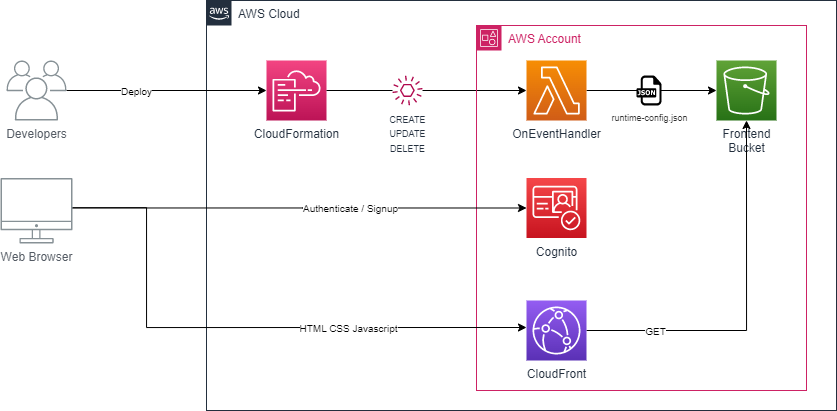 aws
AWS Cloud
AWS Account
Developers
Deploy
CloudFormation
CREATE
UPDATE
DELETE
OnEventHandler
JSON
runtime-config.json
Frontend
Bucket
Web Browser
Authenticate / Signup
Cognito
HTML CSS Javascript
CloudFront
GET